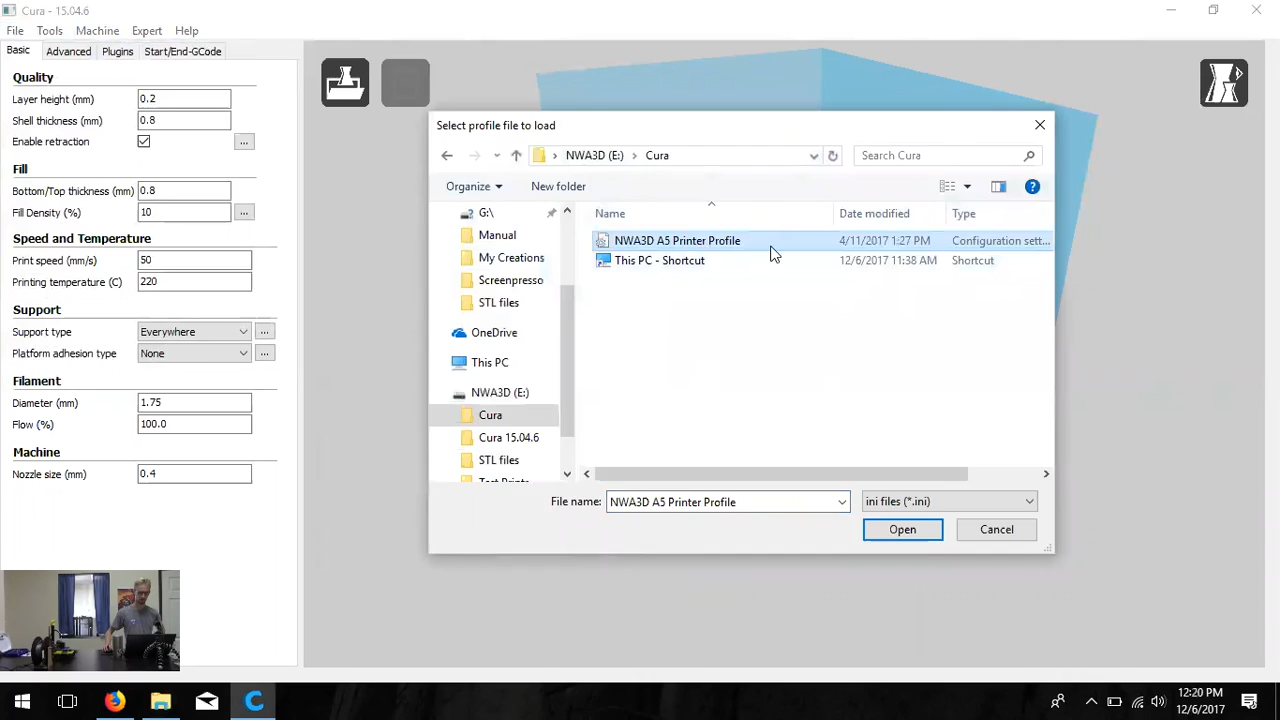 Cura - 15.04.6
File Tools Machine Expert Help
Basic Advanced Plugins Start/End-GCode
Quality
Layer height (mm) 0.2
Shell thickness (mm) 0.8
Enable retraction ...
Fill
Bottom/Top thickness (mm) 0.8
Fill Density (%) 10 ...
Speed and Temperature
Print speed (mm/s) 50
Printing temperature (C) 220
Support
Support type Everywhere ...
Platform adhesion type None ...
Filament
Diameter (mm) 1.75
Flow (%) 100.0
Machine
Nozzle size (mm) 0.4
Select profile file to load
NWA3D (E:) › Cura
Search Cura
Organize New folder
G:\
Manual
My Creations
Screenpresso
STL files
OneDrive
This PC
NWA3D (E:)
Cura
Cura 15.04.6
STL files
Test Prints
Name Date modified Type
NWA3D A5 Printer Profile 4/11/2017 1:27 PM Configuration sett...
This PC - Shortcut 12/6/2017 11:38 AM Shortcut
File name: NWA3D A5 Printer Profile ini files (*.ini)
Open Cancel
12:20 PM
12/6/2017